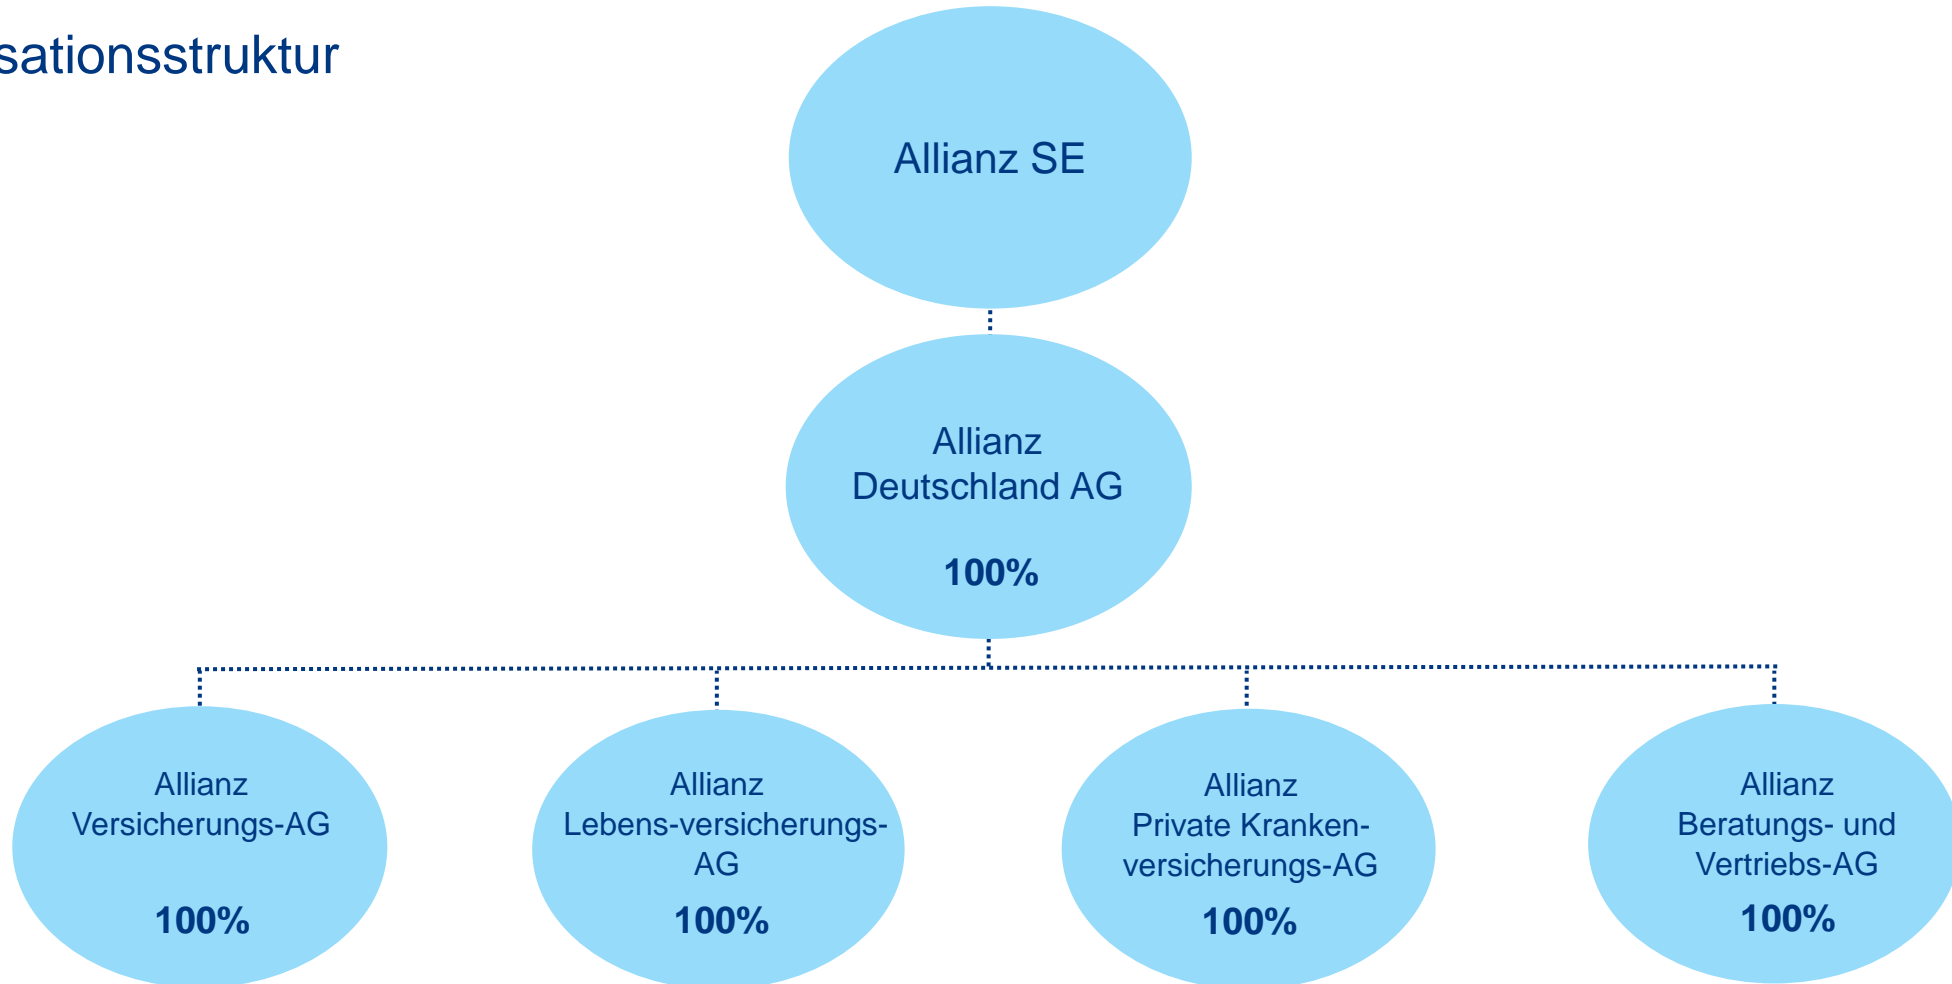 sationsstruktur
Allianz SE
Allianz
Deutschland AG
100%
Allianz
Versicherungs-AG
100%
Allianz
Lebens-versicherungs-
AG
100%
Allianz
Private Kranken-
versicherungs-AG
100%
Allianz
Beratungs- und
Vertriebs-AG
100%